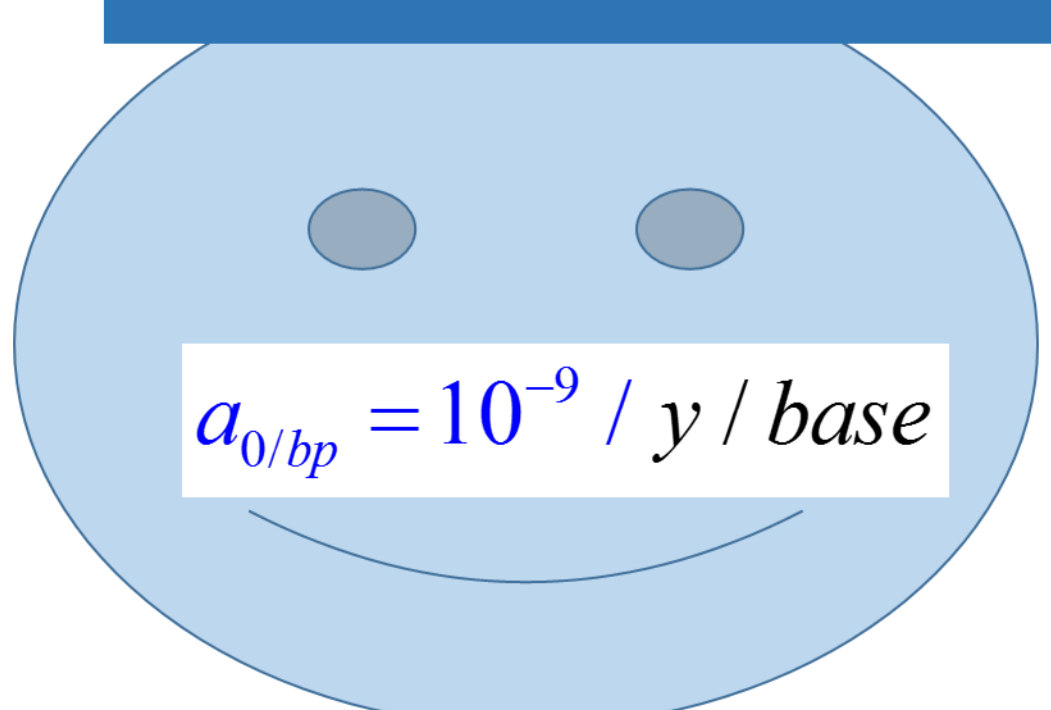 a₀/bp = 10⁻⁹ / y / base